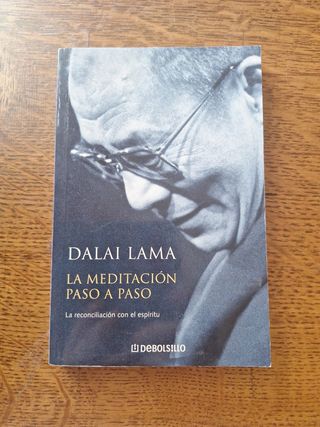 DALAI LAMA
LA MEDITACIÓN
PASO A PASO
La reconciliación con el espíritu
DEBOLSILLO